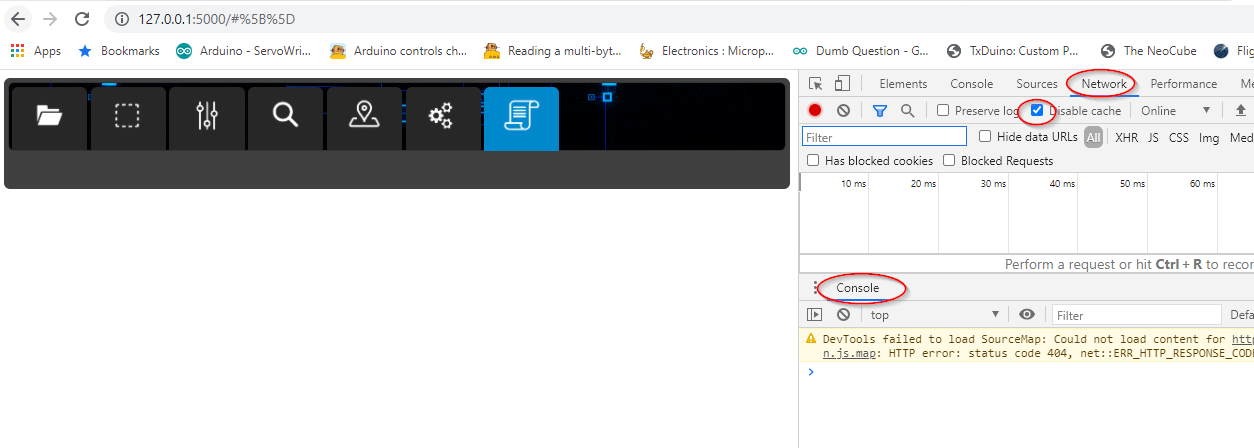 127.0.0.1:5000/#%5B%5D
Apps Bookmarks Arduino - ServoWri... Arduino controls ch... Reading a multi-byt... Electronics : Microp... Dumb Question - G... TxDuino: Custom P... The NeoCube Flig
Elements Console Sources Network Performance
Preserve log Disable cache Online
Filter Hide data URLs All XHR JS CSS Img Med
Has blocked cookies Blocked Requests
10 ms 20 ms 30 ms 40 ms 50 ms 60 ms
Perform a request or hit Ctrl + R to recor
Console
top Filter Defa
DevTools failed to load SourceMap: Could not load content for http
n.js.map: HTTP error: status code 404, net::ERR_HTTP_RESPONSE_CODE